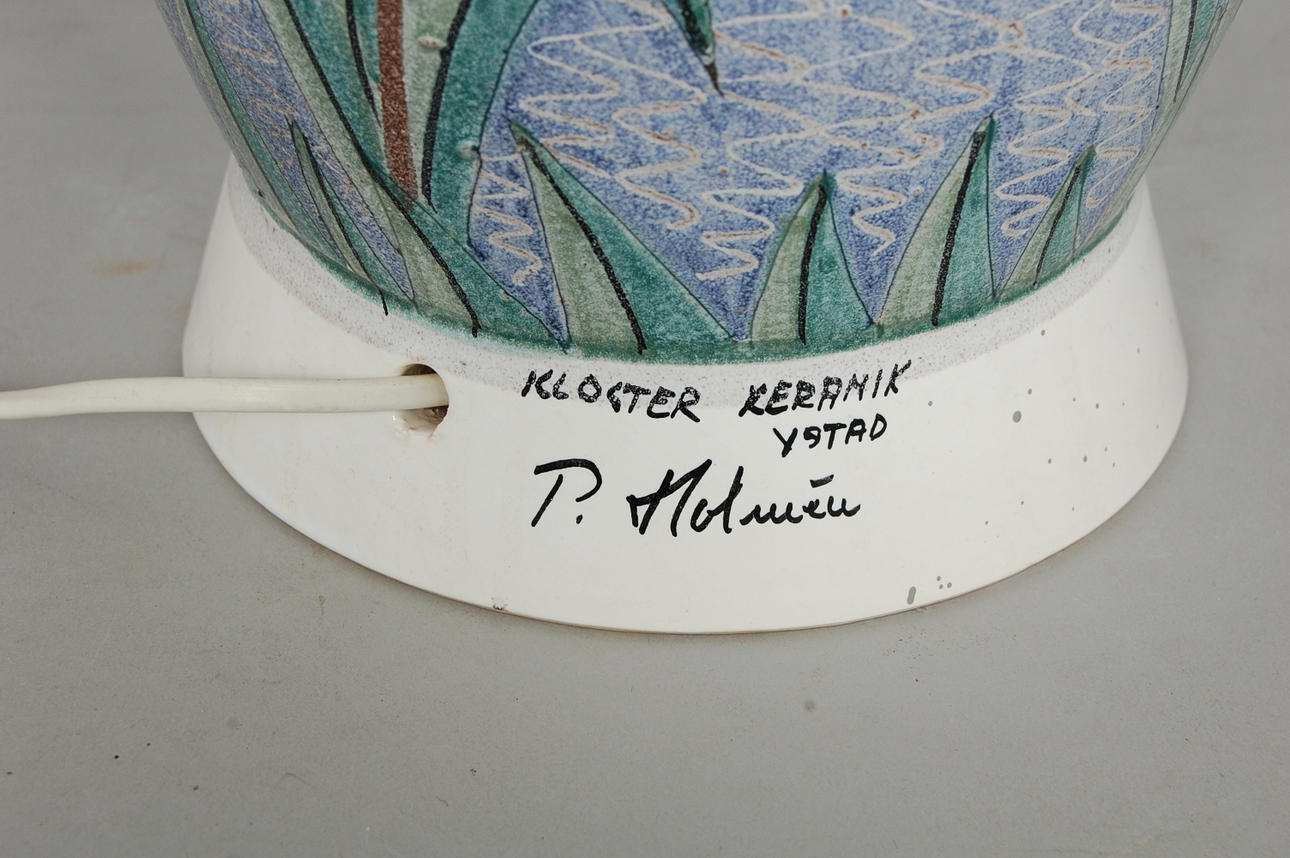 KLOSTER KERAMIK
YSTAD
P. Holmén